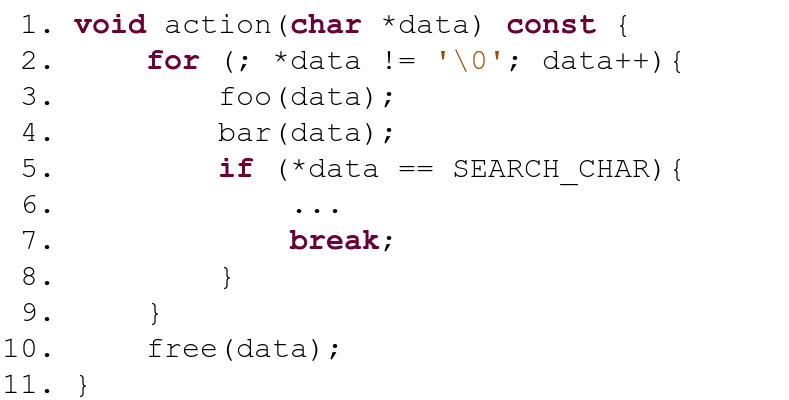 1. void action(char *data) const {
2.     for (; *data != '\0'; data++){
3.         foo(data);
4.         bar(data);
5.         if (*data == SEARCH_CHAR){
6.             ...
7.             break;
8.         }
9.     }
10.     free(data);
11. }